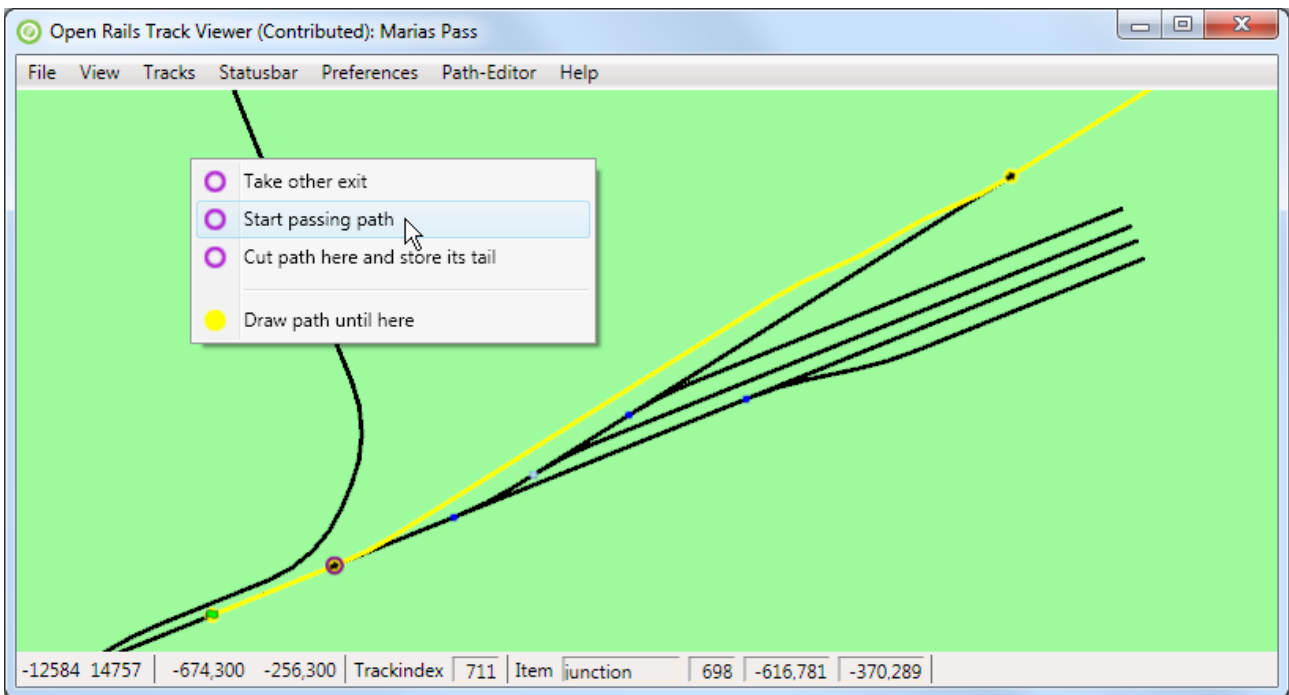 Open Rails Track Viewer (Contributed): Marias Pass
File View Tracks Statusbar Preferences Path-Editor Help
Take other exit
Start passing path
Cut path here and store its tail
Draw path until here
-12584 14757 -674,300 -256,300 Trackindex 711 Item junction 698 -616,781 -370,289